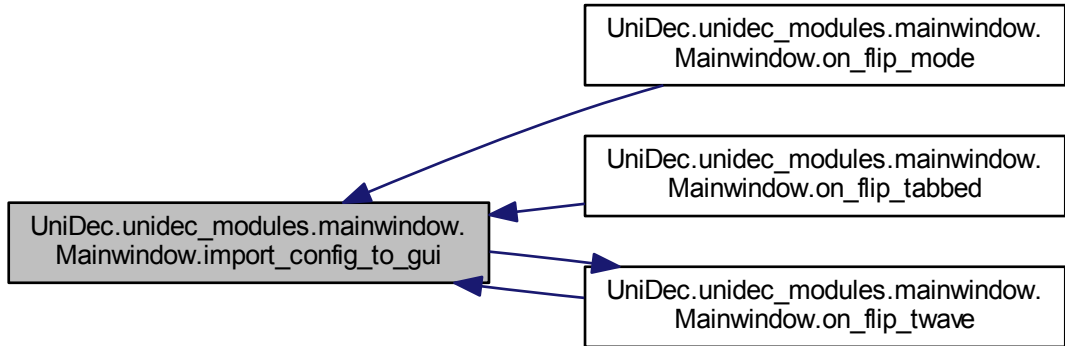 UniDec.unidec_modules.mainwindow.
Mainwindow.on_flip_mode
UniDec.unidec_modules.mainwindow.
Mainwindow.on_flip_tabbed
UniDec.unidec_modules.mainwindow.
Mainwindow.import_config_to_gui
UniDec.unidec_modules.mainwindow.
Mainwindow.on_flip_twave